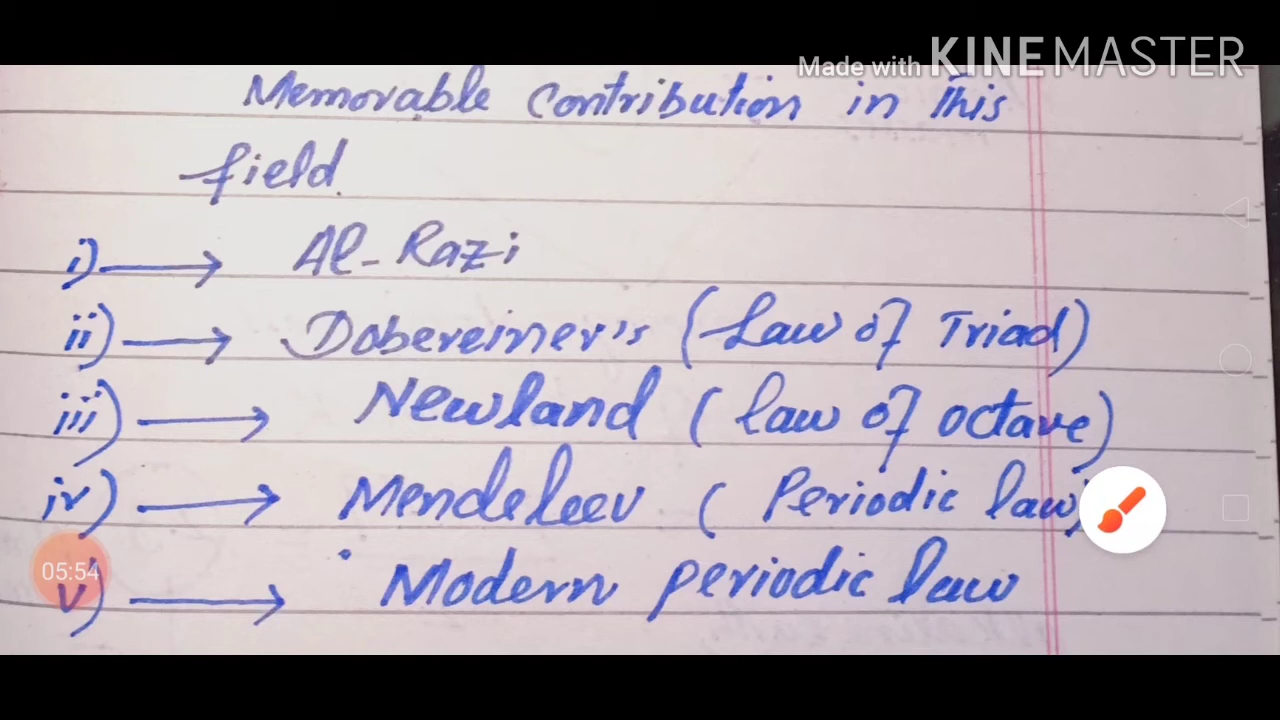 Made with KINEMASTER
Memorable Contribution in This
field
i) → Al-Razi
ii) → Dobereiner's (Law of Triad)
iii) → Newland (law of octave)
iv) → Mendeleev (Periodic law)
05:54
v) → Modern periodic law